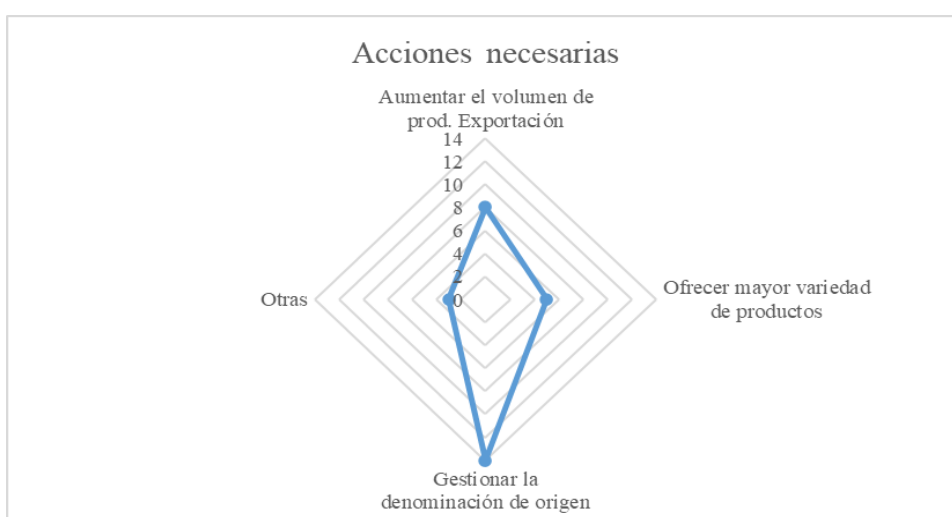 Acciones necesarias
Aumentar el volumen de
prod. Exportación
14
12
10
8
6
4
2
0
Otras
Ofrecer mayor variedad
de productos
Gestionar la
denominación de origen